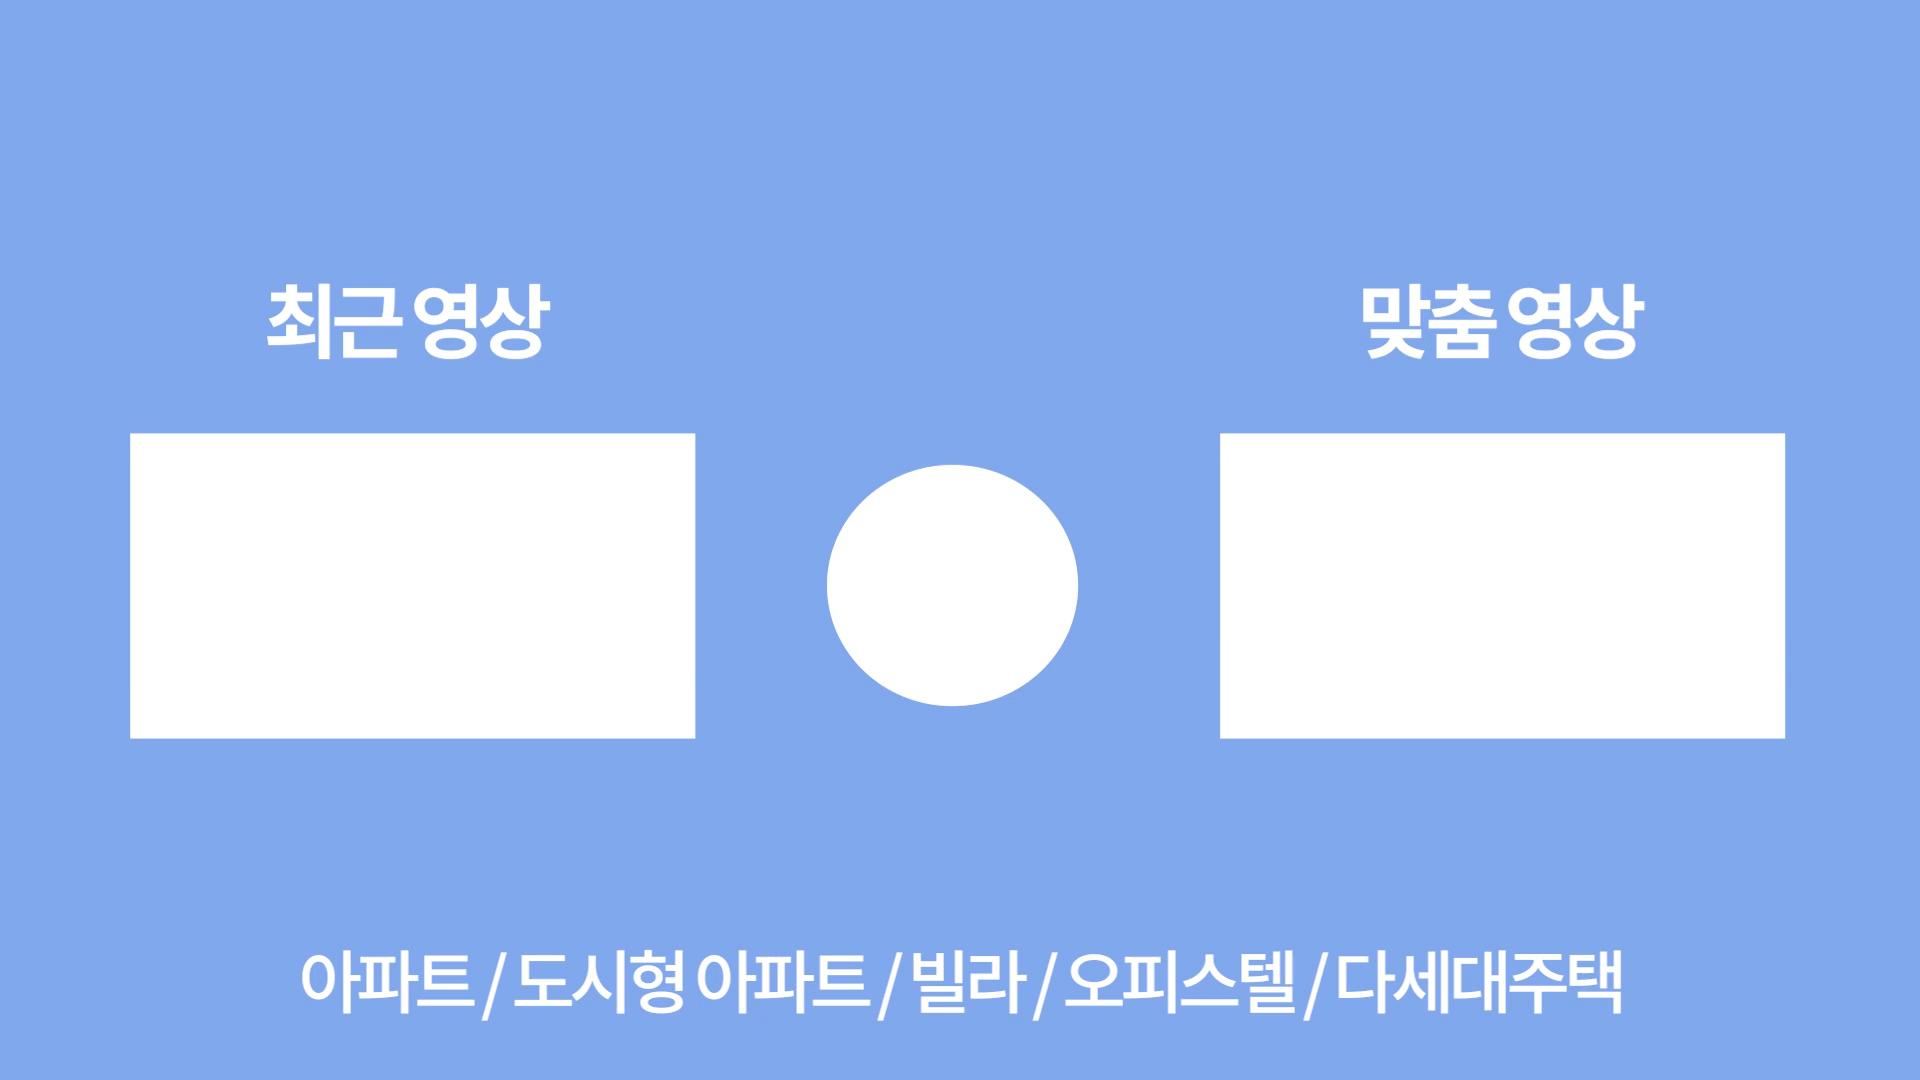 최근 영상
맞춤 영상
아파트 / 도시형 아파트 / 빌라 / 오피스텔 / 다세대주택